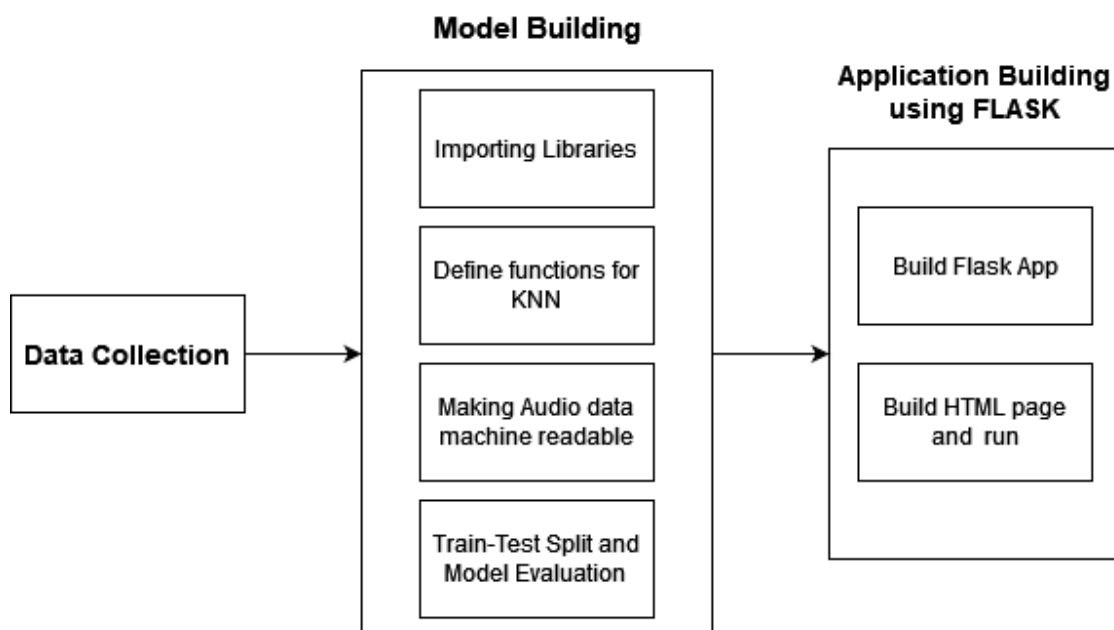 Model Building
Importing Libraries
Define functions for
KNN
Making Audio data
machine readable
Train-Test Split and
Model Evaluation
Data Collection
Application Building
using FLASK
Build Flask App
Build HTML page
and run